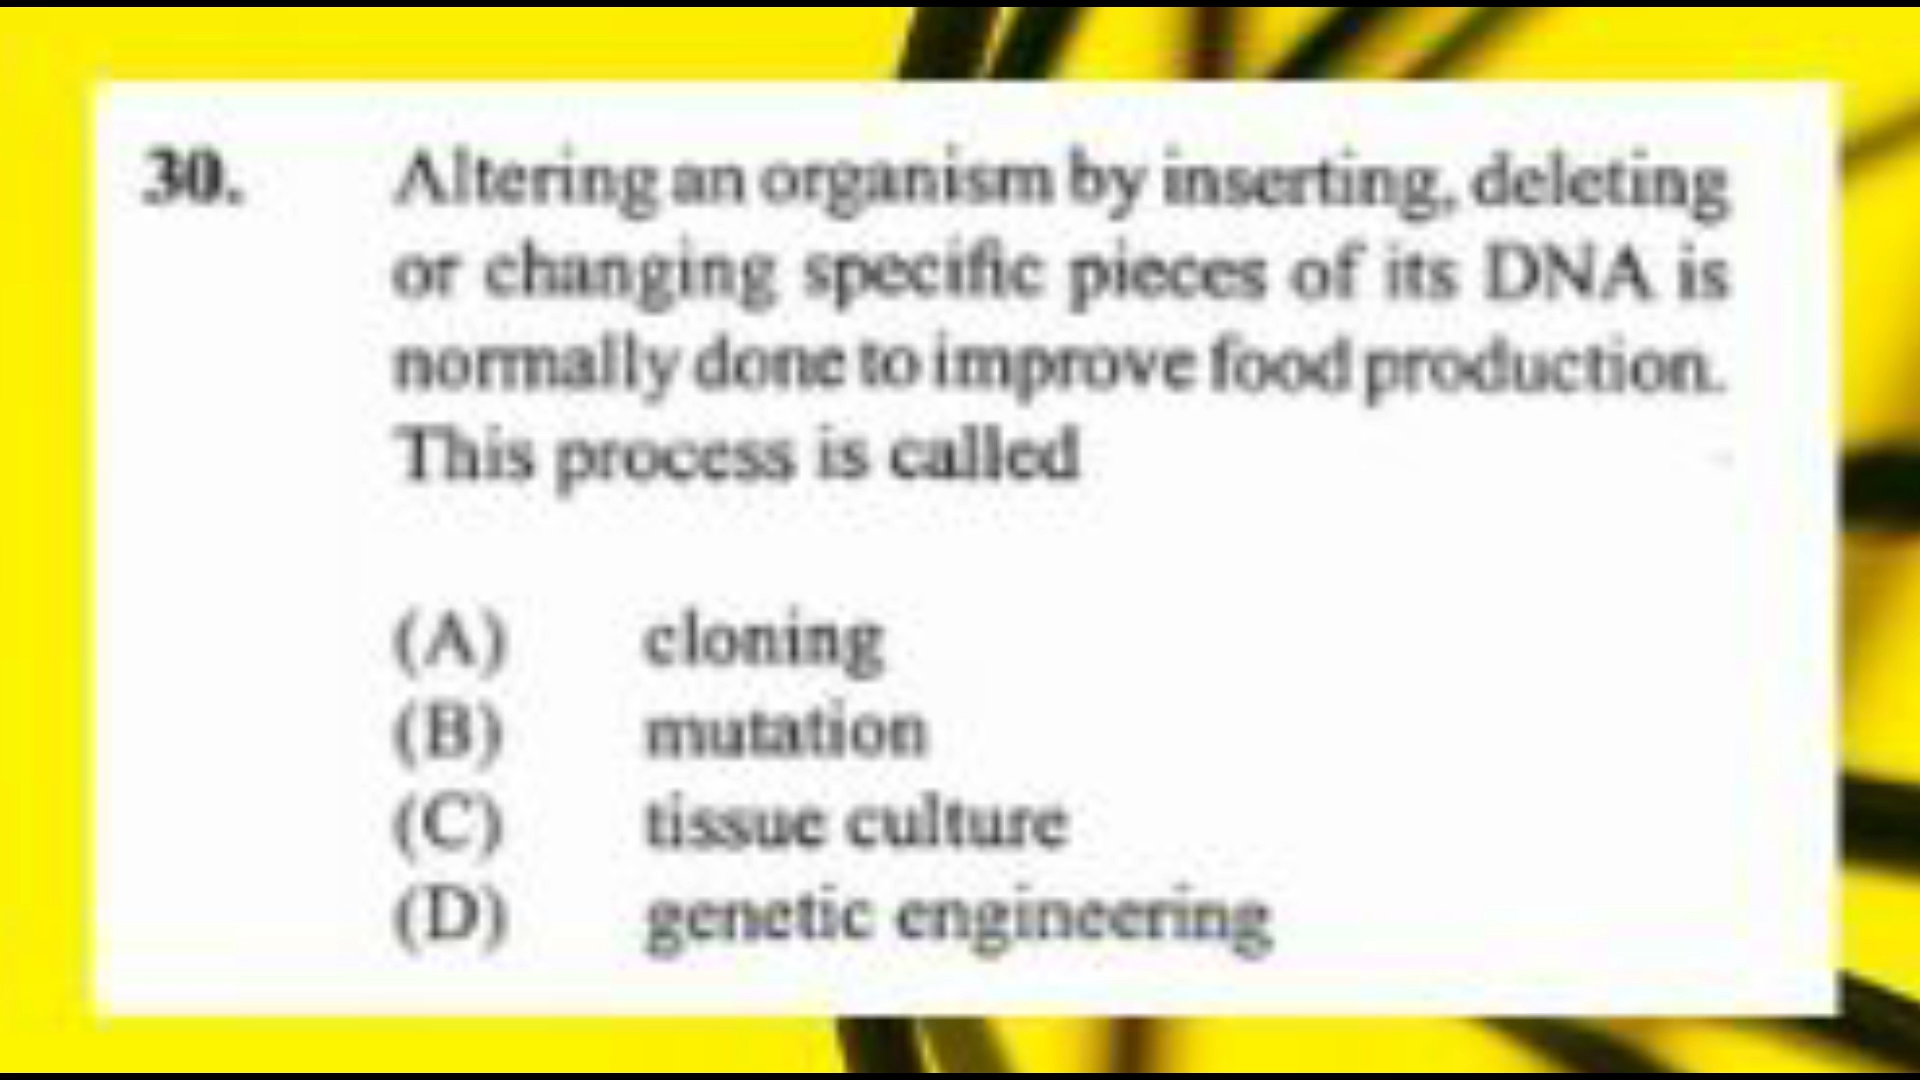 30. Altering an organism by inserting, deleting
or changing specific pieces of its DNA is
normally done to improve food production.
This process is called
(A) cloning
(B) mutation
(C) tissue culture
(D) genetic engineering